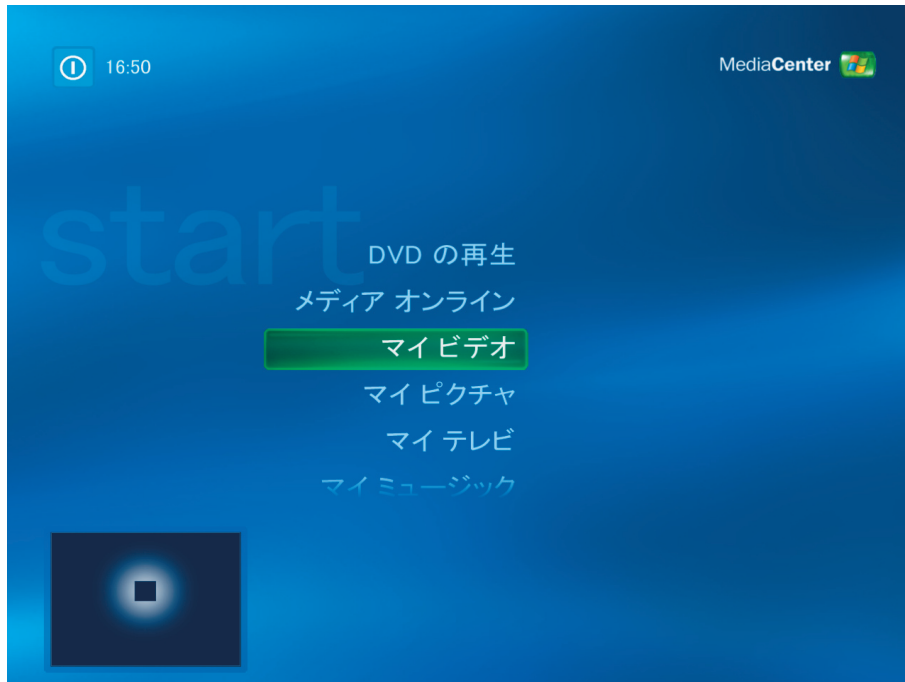 16:50
MediaCenter
start
DVD の再生
メディア オンライン
マイ ビデオ
マイ ピクチャ
マイ テレビ
マイ ミュージック